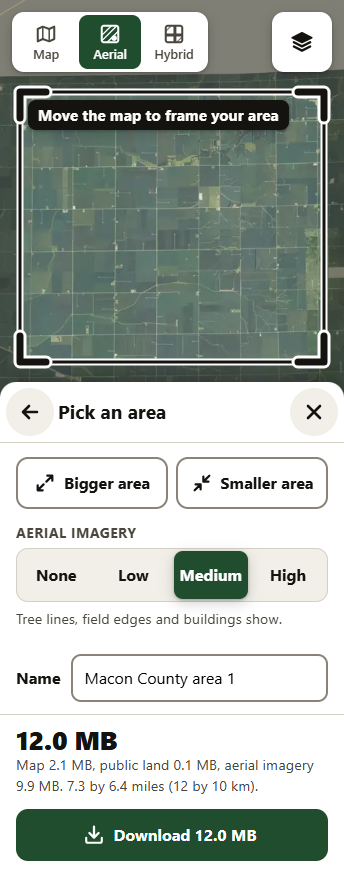 Map
Aerial
Hybrid
Move the map to frame your area
Pick an area
Bigger area
Smaller area
AERIAL IMAGERY
None
Low
Medium
High
Tree lines, field edges and buildings show.
Name
Macon County area 1
12.0 MB
Map 2.1 MB, public land 0.1 MB, aerial imagery
9.9 MB. 7.3 by 6.4 miles (12 by 10 km).
Download 12.0 MB